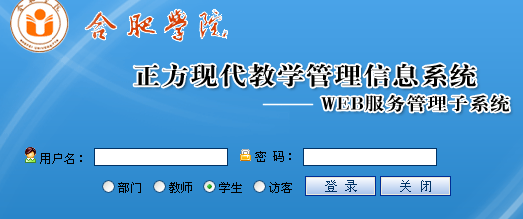 合肥學院
正方现代教学管理信息系统
—— WEB服务管理子系统
用户名： 密 码：
部门 教师 学生 访客 登 录 关 闭